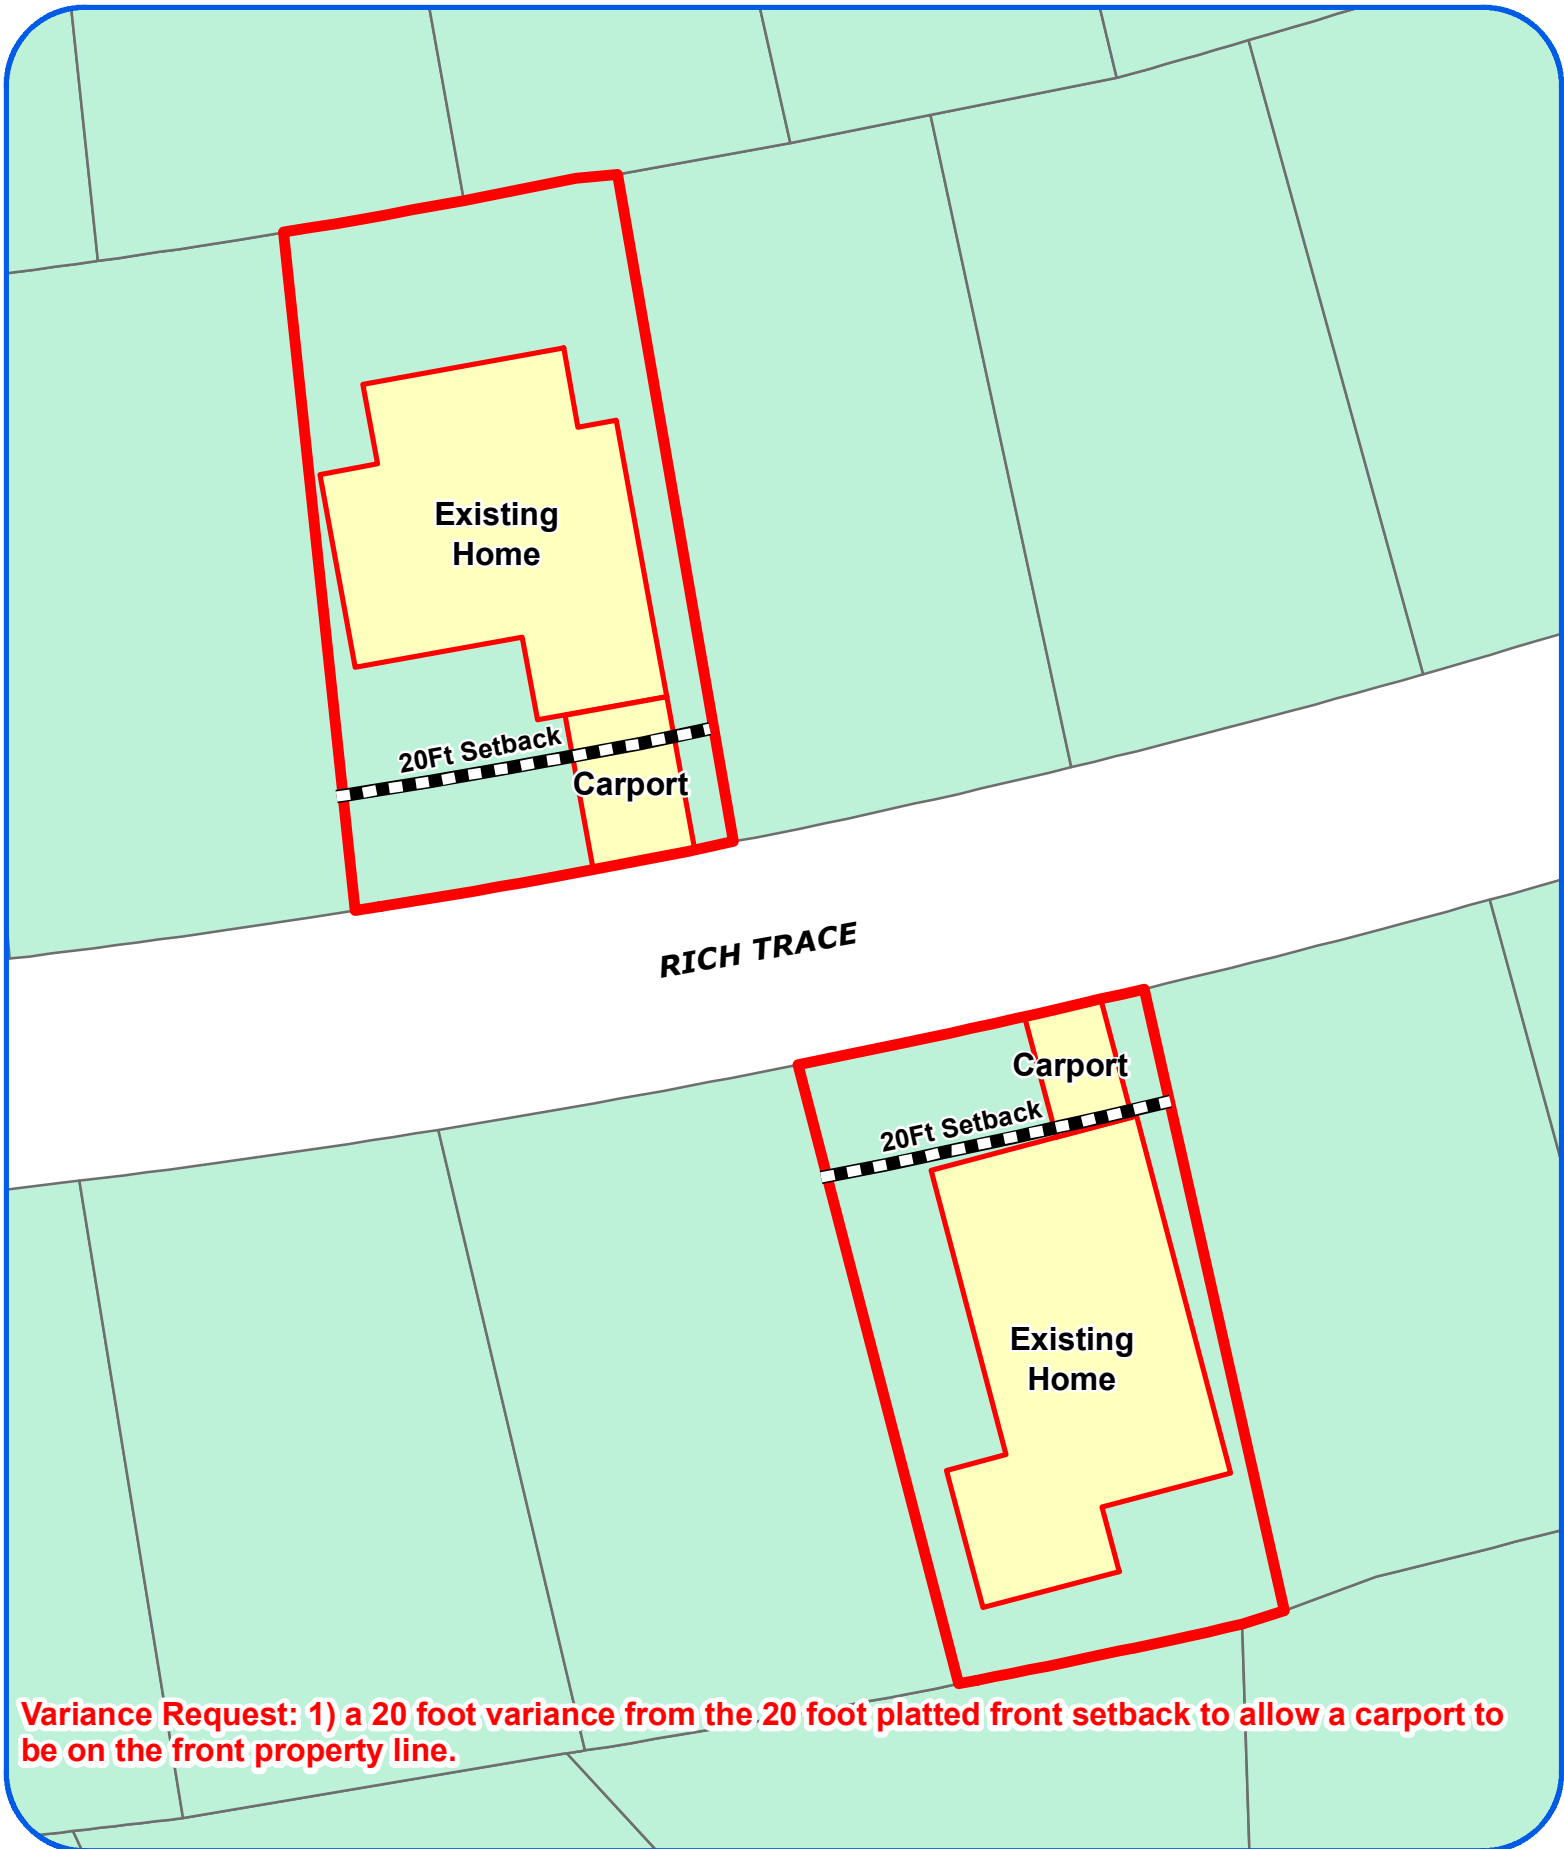 Existing
Home
20Ft Setback
Carport
RICH TRACE
Carport
20Ft Setback
Existing
Home
Variance Request: 1) a 20 foot variance from the 20 foot platted front setback to allow a carport to
be on the front property line.